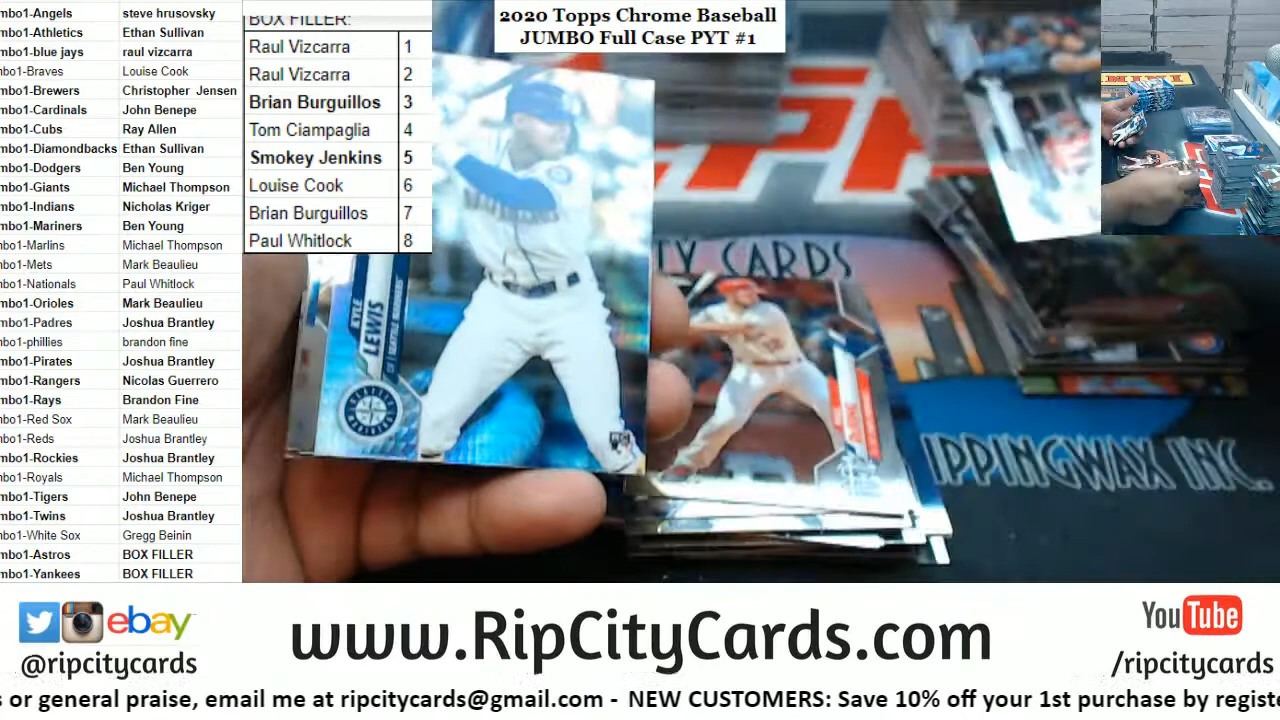 mbo1-Angels steve hrusovsky
mbo1-Athletics Ethan Sullivan
mbo1-blue jays raul vizcarra
mbo1-Braves Louise Cook
mbo1-Brewers Christopher Jensen
mbo1-Cardinals John Benepe
mbo1-Cubs Ray Allen
mbo1-Diamondbacks Ethan Sullivan
mbo1-Dodgers Ben Young
mbo1-Giants Michael Thompson
mbo1-Indians Nicholas Kriger
mbo1-Mariners Ben Young
mbo1-Marlins Michael Thompson
mbo1-Mets Mark Beaulieu
mbo1-Nationals Paul Whitlock
mbo1-Orioles Mark Beaulieu
mbo1-Padres Joshua Brantley
mbo1-phillies brandon fine
mbo1-Pirates Joshua Brantley
mbo1-Rangers Nicolas Guerrero
mbo1-Rays Brandon Fine
mbo1-Red Sox Mark Beaulieu
mbo1-Reds Joshua Brantley
mbo1-Rockies Joshua Brantley
mbo1-Royals Michael Thompson
mbo1-Tigers John Benepe
mbo1-Twins Joshua Brantley
mbo1-White Sox Gregg Beinin
mbo1-Astros BOX FILLER
mbo1-Yankees BOX FILLER
BOX FILLER:
Raul Vizcarra 1
Raul Vizcarra 2
Brian Burguillos 3
Tom Ciampaglia 4
Smokey Jenkins 5
Louise Cook 6
Brian Burguillos 7
Paul Whitlock 8
2020 Topps Chrome Baseball
JUMBO Full Case PYT #1
PANINI
KYLE
LEWIS
TY CARDS
IPPINGWAX INC.
ebay
@ripcitycards
www.RipCityCards.com
YouTube
/ripcitycards
s or general praise, email me at ripcitycards@gmail.com - NEW CUSTOMERS: Save 10% off your 1st purchase by registe